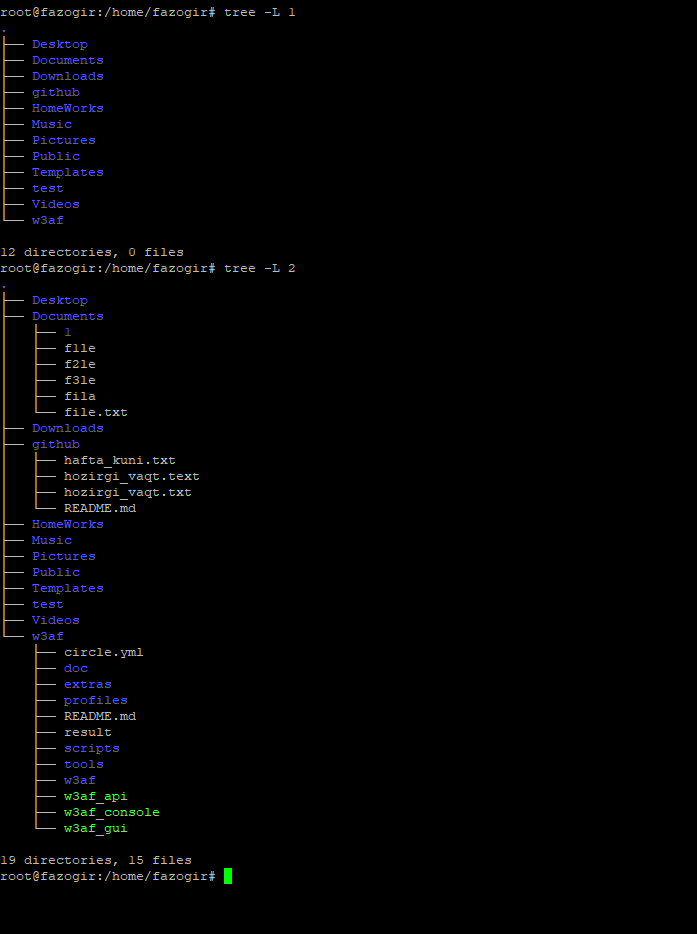 root@fazogir:/home/fazogir# tree -L 1
.
├── Desktop
├── Documents
├── Downloads
├── github
├── HomeWorks
├── Music
├── Pictures
├── Public
├── Templates
├── test
├── Videos
└── w3af

12 directories, 0 files
root@fazogir:/home/fazogir# tree -L 2
.
├── Desktop
├── Documents
│   ├── 1
│   ├── f1le
│   ├── f2le
│   ├── f3le
│   ├── fila
│   └── file.txt
├── Downloads
├── github
│   ├── hafta_kuni.txt
│   ├── hozirgi_vaqt.text
│   ├── hozirgi_vaqt.txt
│   └── README.md
├── HomeWorks
├── Music
├── Pictures
├── Public
├── Templates
├── test
├── Videos
└── w3af
    ├── circle.yml
    ├── doc
    ├── extras
    ├── profiles
    ├── README.md
    ├── result
    ├── scripts
    ├── tools
    ├── w3af
    ├── w3af_api
    ├── w3af_console
    └── w3af_gui

19 directories, 15 files
root@fazogir:/home/fazogir#